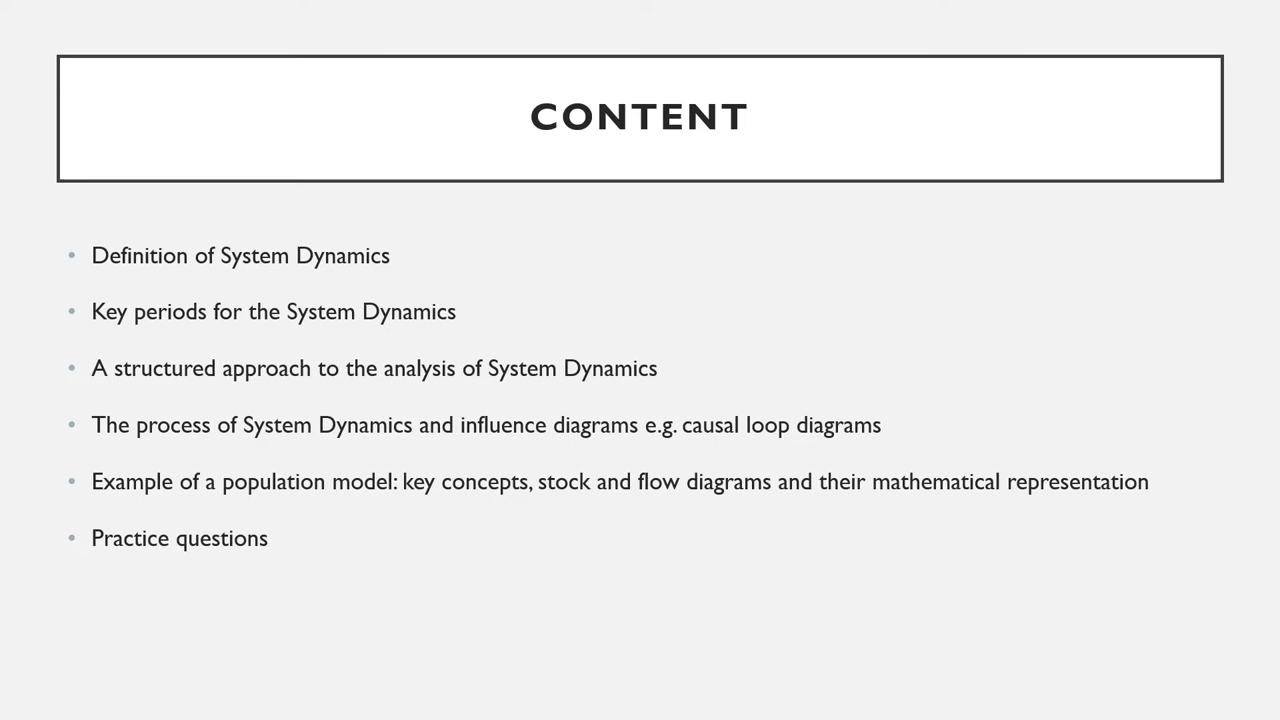 CONTENT
• Definition of System Dynamics
• Key periods for the System Dynamics
• A structured approach to the analysis of System Dynamics
• The process of System Dynamics and influence diagrams e.g. causal loop diagrams
• Example of a population model: key concepts, stock and flow diagrams and their mathematical representation
• Practice questions